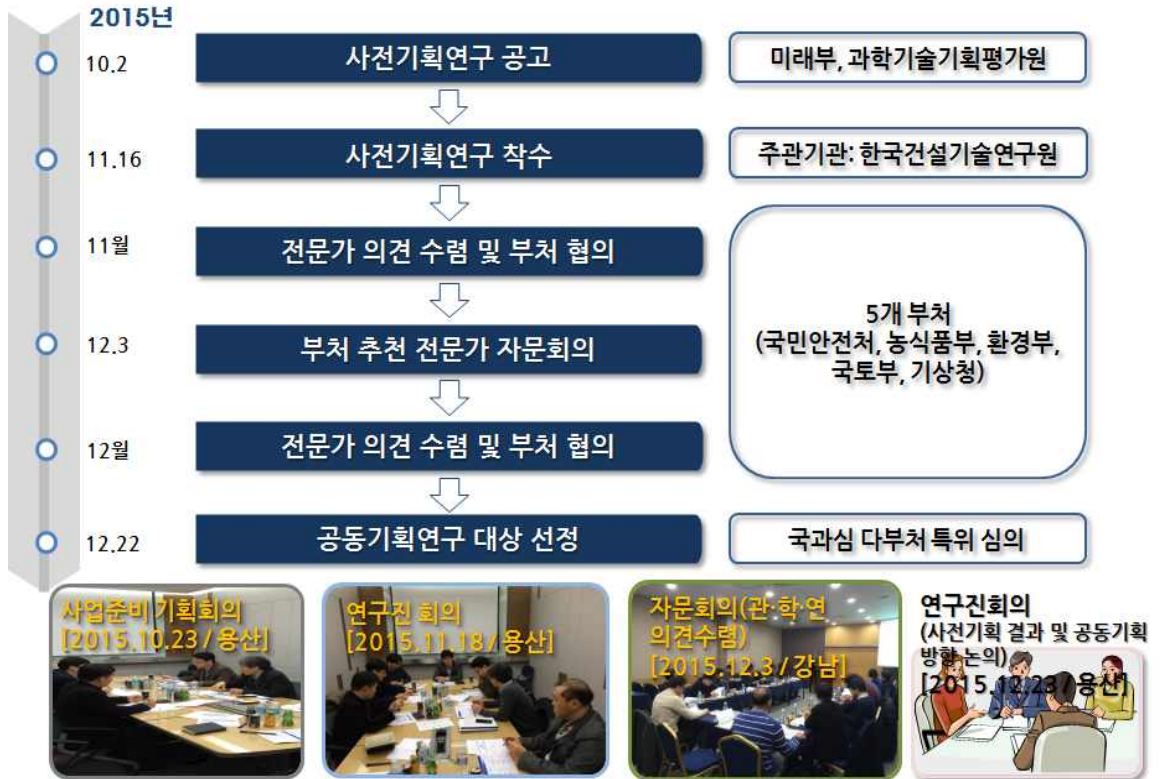 2015년
10.2
사전기획연구 공고
미래부, 과학기술기획평가원
11.16
사전기획연구 착수
주관기관: 한국건설기술연구원
11월
전문가 의견 수렴 및 부처 협의
12.3
부처 추천 전문가 자문회의
5개 부처
(국민안전처, 농식품부, 환경부,
국토부, 기상청)
12월
전문가 의견 수렴 및 부처 협의
12.22
공동기획연구 대상 선정
국과심 다부처 특위 심의
사업준비 기획회의
[2015.10.23 / 용산]
연구진 회의
[2015.11.18/ 용산]
자문회의(관·학·연
의견수렴)
[2015.12.3 / 강남]
연구진회의
(사전기획 결과 및 공동기획
방향 논의)
[2015.12.23 / 용산]